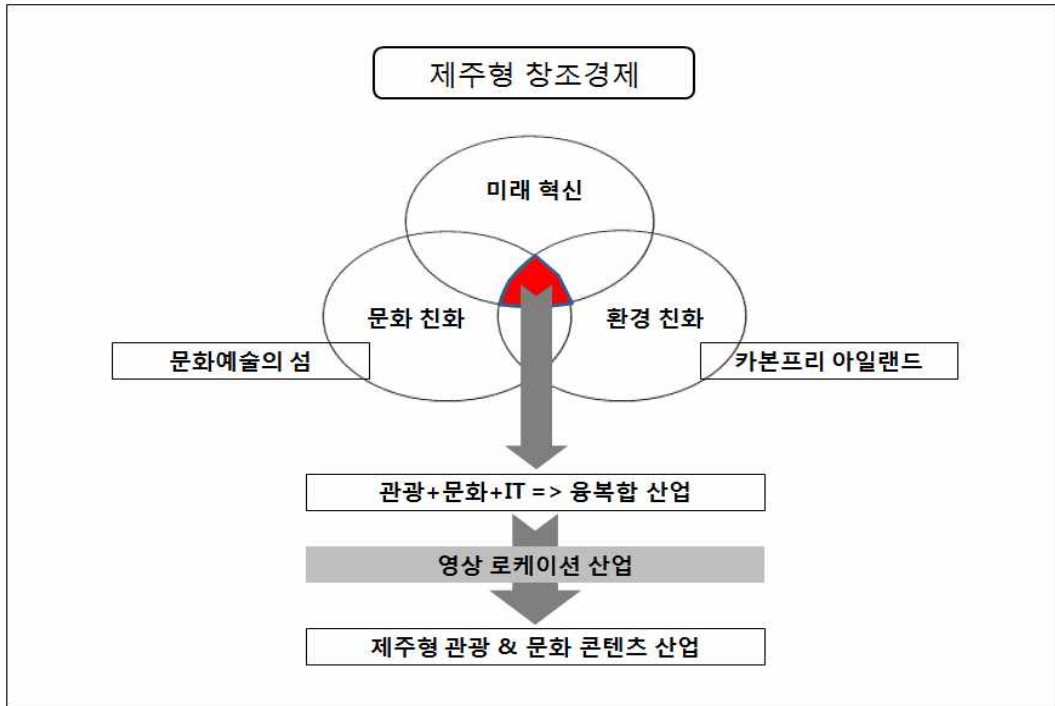 제주형 창조경제
미래 혁신
문화 친화
환경 친화
문화예술의 섬
카본프리 아일랜드
관광+문화+IT => 융복합 산업
영상 로케이션 산업
제주형 관광 & 문화 콘텐츠 산업